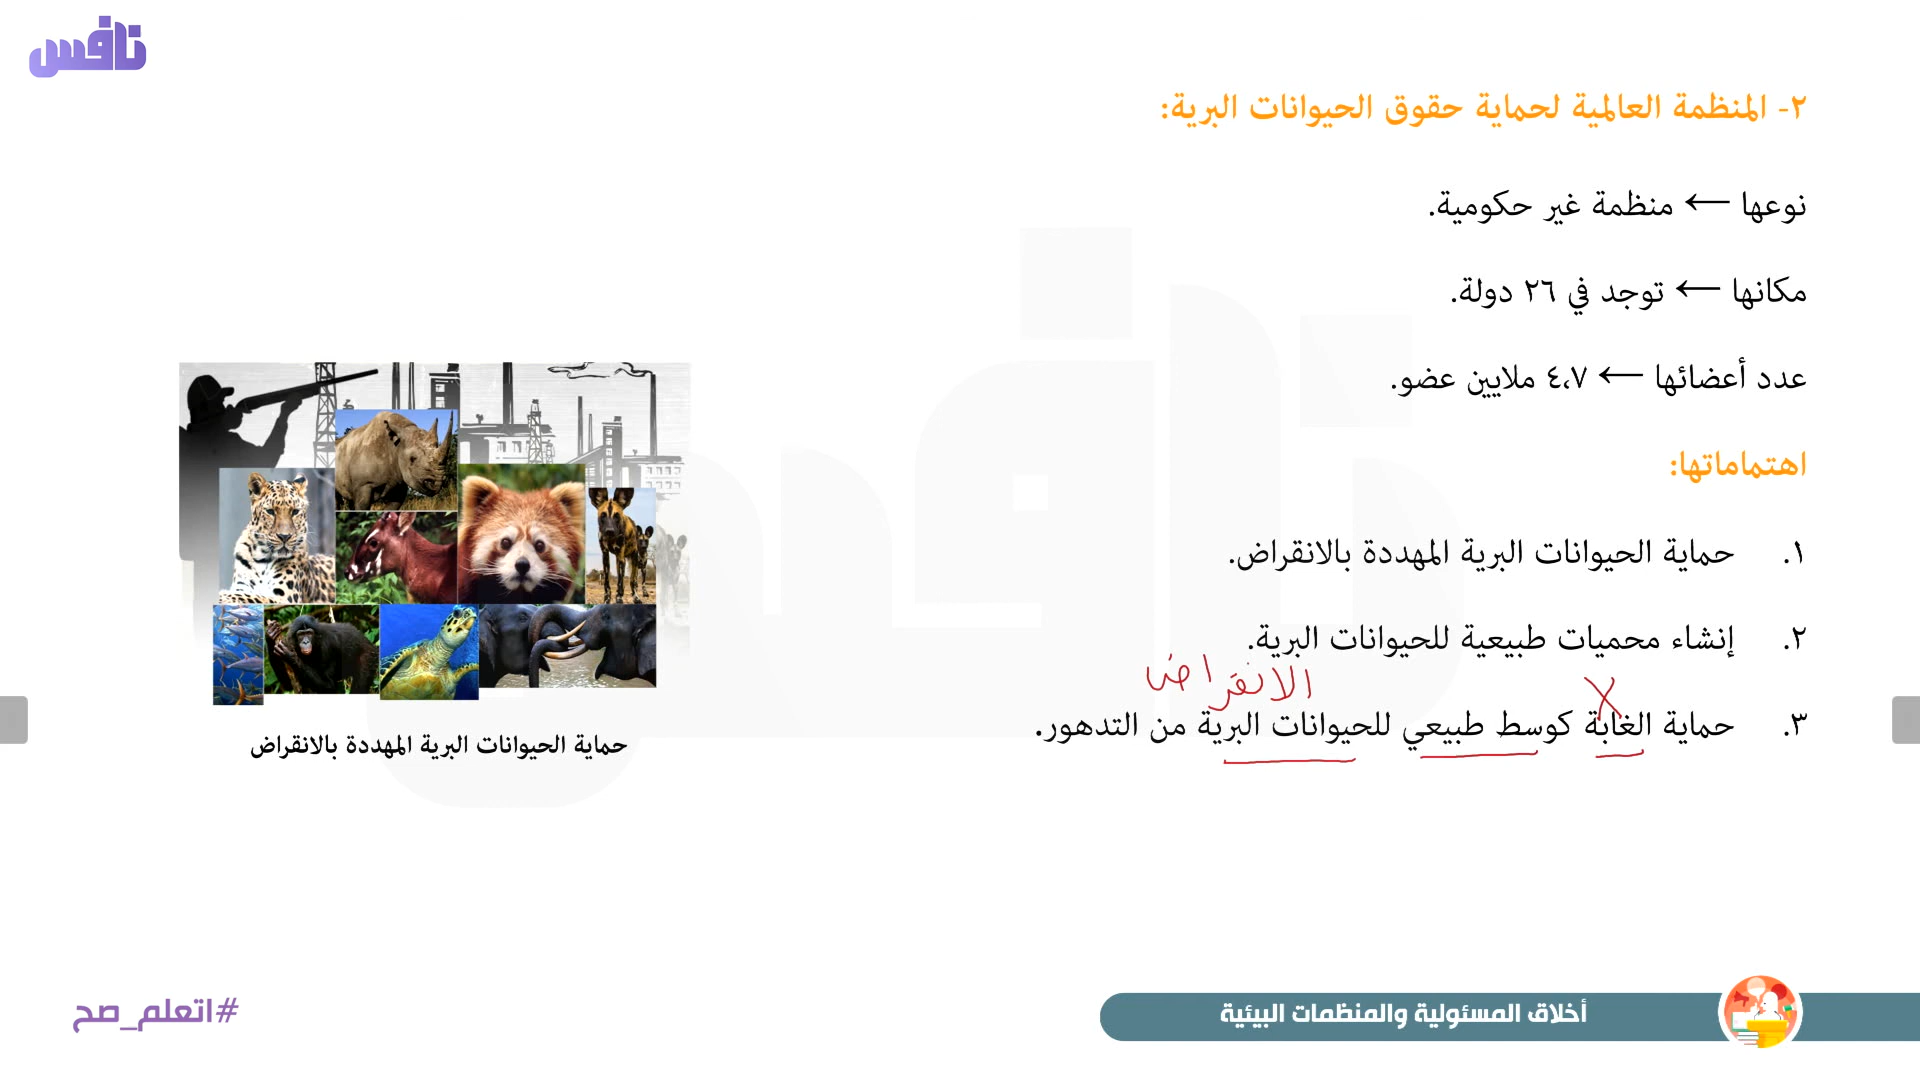 نافس
٢- المنظمة العالمية لحماية حقوق الحيوانات البرية:
نوعها ← منظمة غير حكومية.
مكانها ← توجد في ٢٦ دولة.
عدد أعضائها ← ٤،٧ ملايين عضو.
اهتماماتها:
١. حماية الحيوانات البرية المهددة بالانقراض.
٢. إنشاء محميات طبيعية للحيوانات البرية.
الانقراض
٣. حماية الغابة كوسط طبيعي للحيوانات البرية من التدهور.
حماية الحيوانات البرية المهددة بالانقراض
أخلاق المسئولية والمنظمات البيئية
#اتعلم_صح